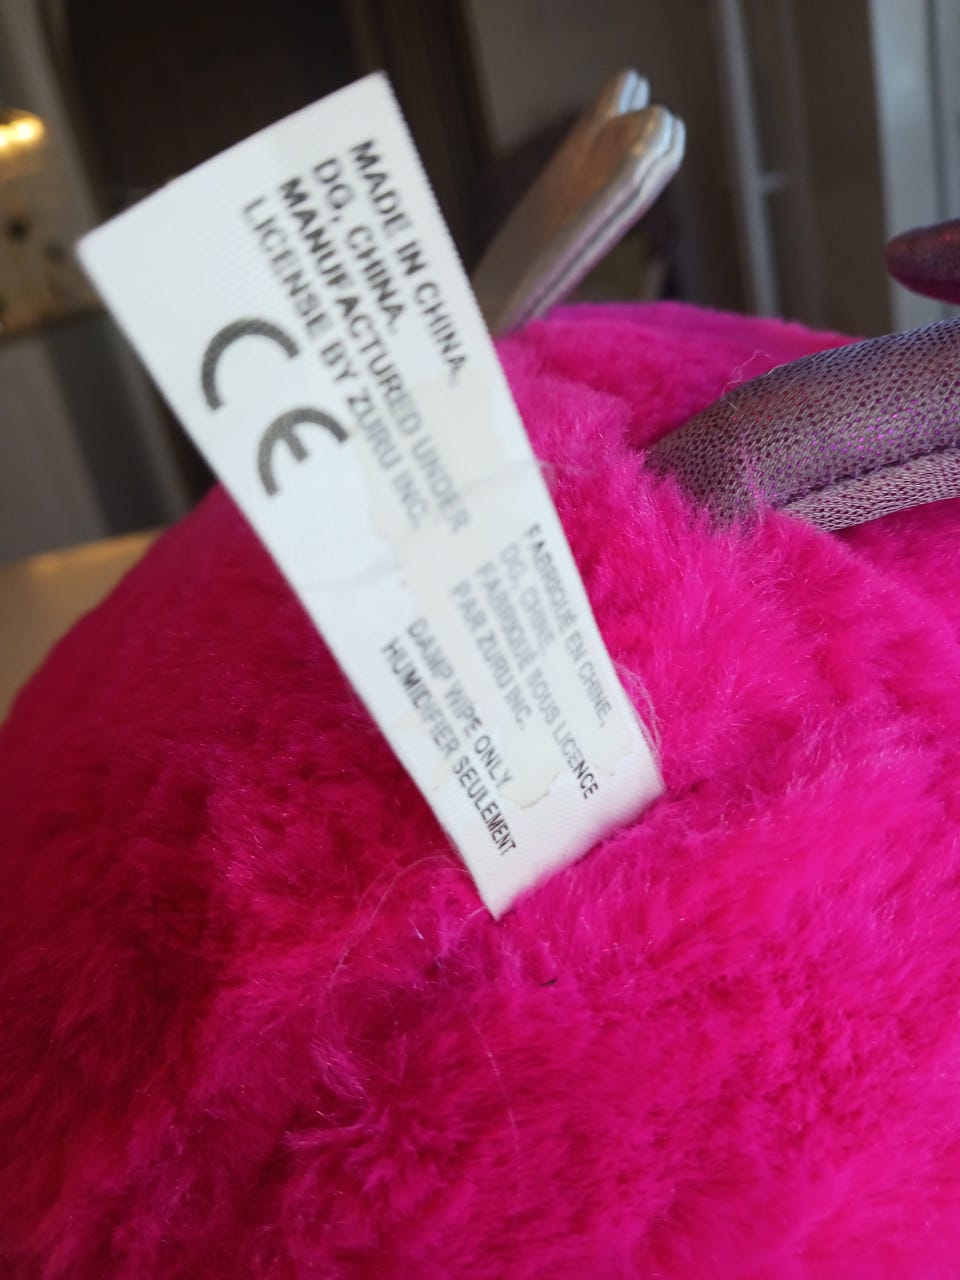 MADE IN CHINA.
DG, CHINA.
MANUFACTURED UNDER
LICENSE BY ZURU INC.
CE
FABRIQUÉ EN CHINE.
DG, CHINE.
FABRIQUÉ SOUS LICENCE
PAR ZURU INC.
DAMP WIPE ONLY
HUMIDIFIER SEULEMENT